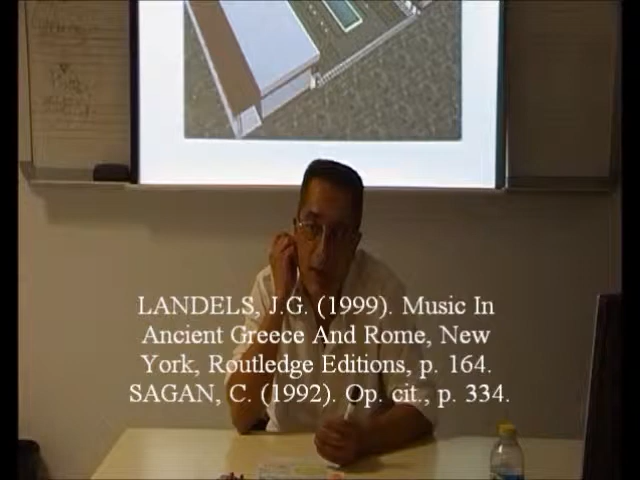 LANDELS, J.G. (1999). Music In
Ancient Greece And Rome, New
York, Routledge Editions, p. 164.
SAGAN, C. (1992). Op. cit., p. 334.